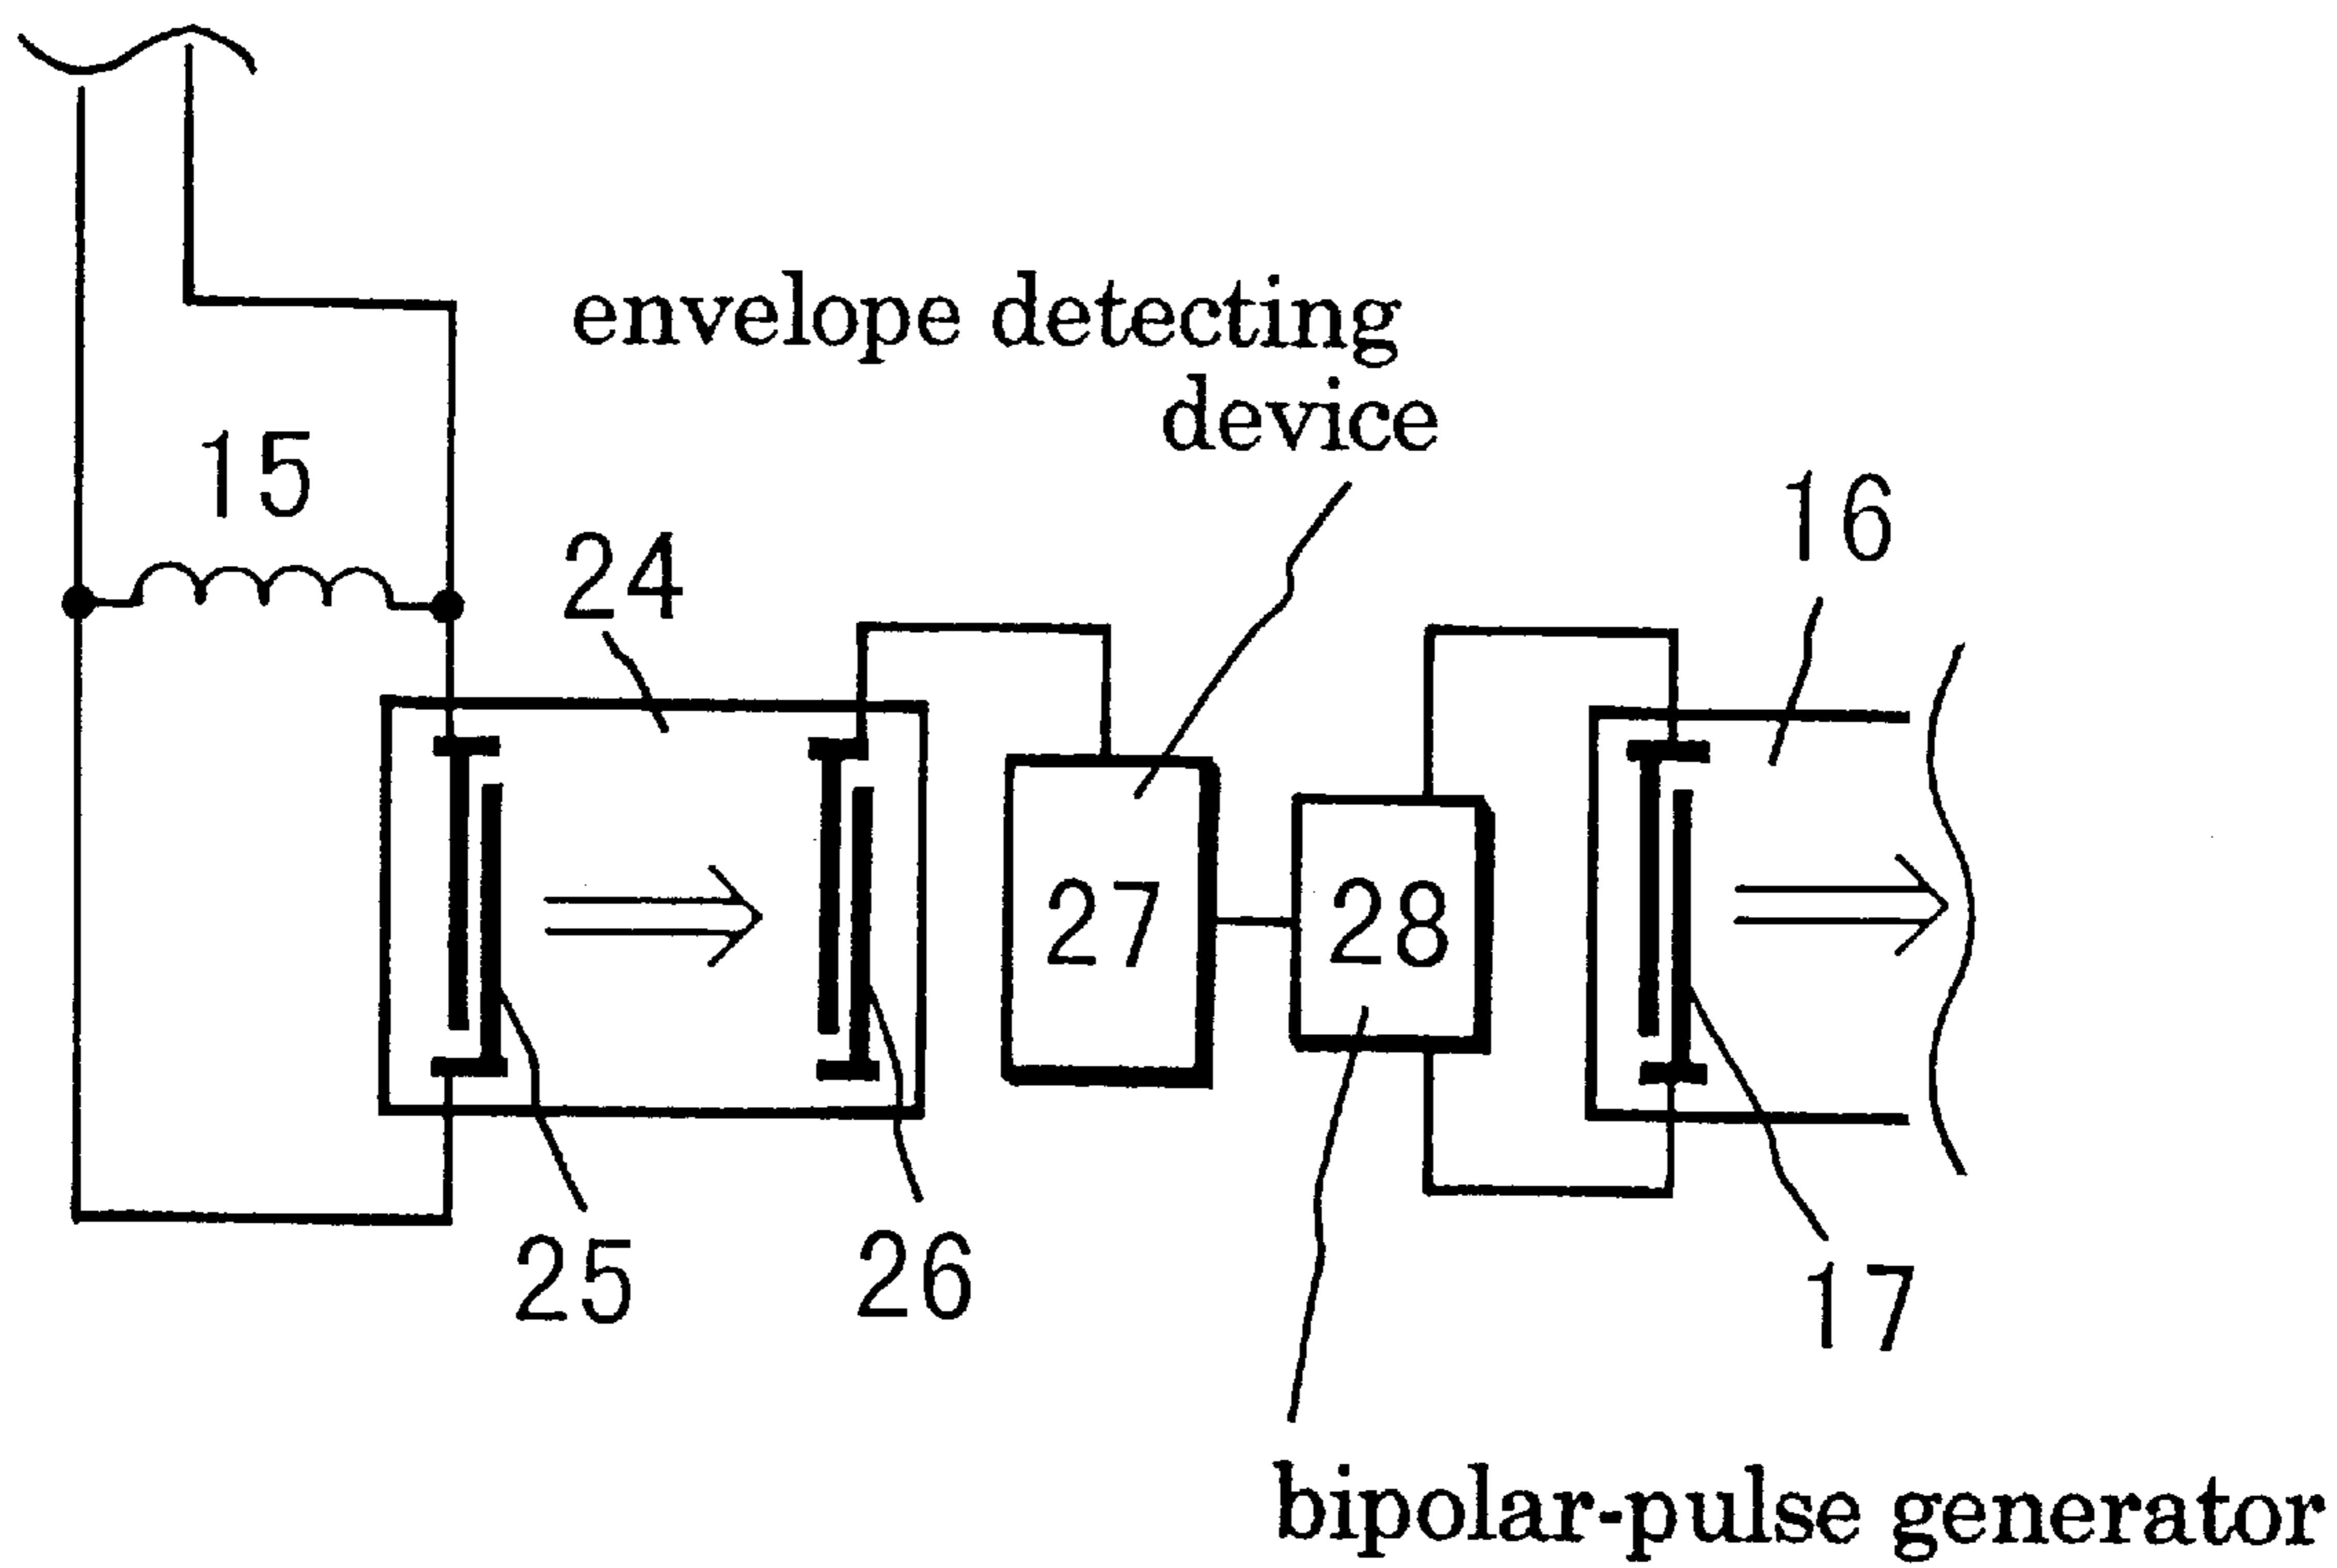 envelope detecting
device
15
16
24
27
28
25
26
17
bipolar-pulse generator